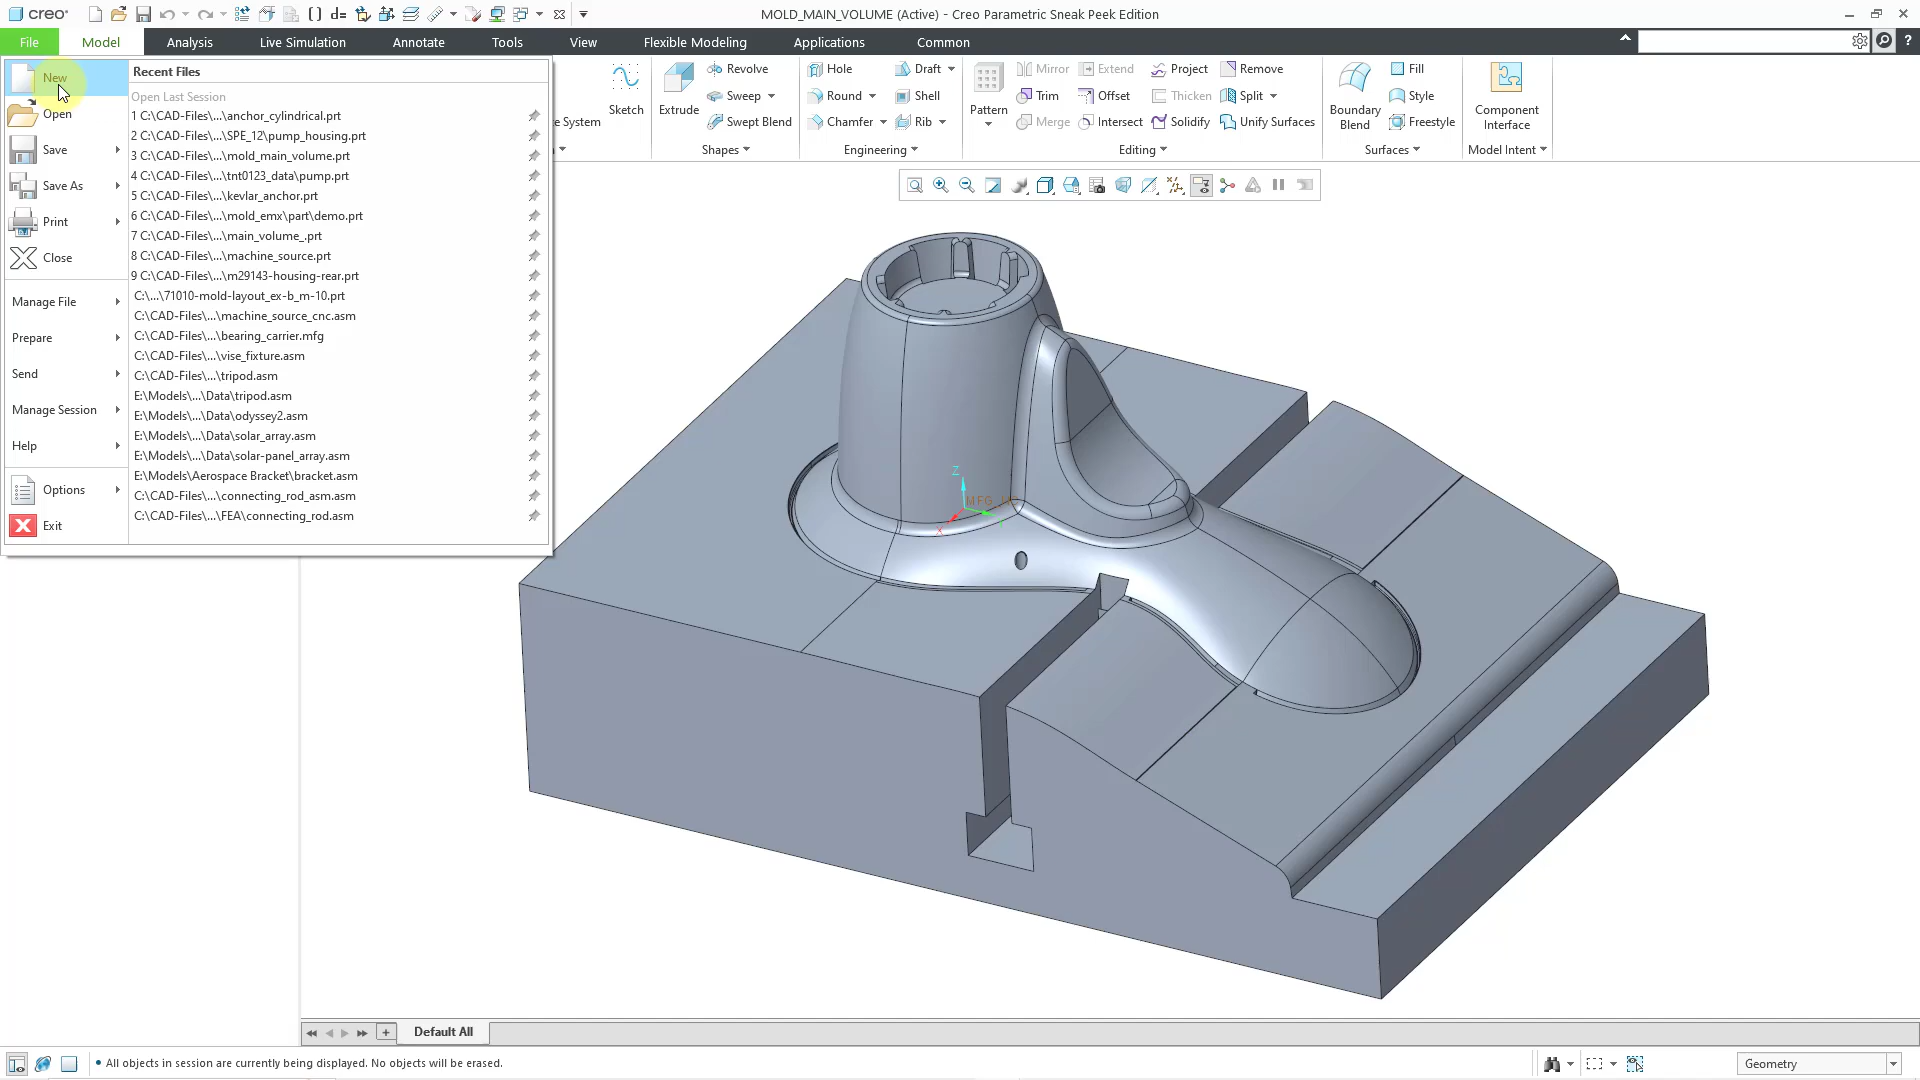 creo
MOLD_MAIN_VOLUME (Active) - Creo Parametric Sneak Peek Edition
File
Model
Analysis
Live Simulation
Annotate
Tools
View
Flexible Modeling
Applications
Common
New
Open
Save
Save As
Print
Close
Manage File
Prepare
Send
Manage Session
Help
Options
Exit
Recent Files
Open Last Session
1 C:\CAD-Files\...\anchor_cylindrical.prt
2 C:\CAD-Files\...\SPE_12\pump_housing.prt
3 C:\CAD-Files\...\mold_main_volume.prt
4 C:\CAD-Files\...\tnt0123_data\pump.prt
5 C:\CAD-Files\...\kevlar_anchor.prt
6 C:\CAD-Files\...\mold_emx\part\demo.prt
7 C:\CAD-Files\...\main_volume_.prt
8 C:\CAD-Files\...\machine_source.prt
9 C:\CAD-Files\...\m29143-housing-rear.prt
C:\...\71010-mold-layout_ex-b_m-10.prt
C:\CAD-Files\...\machine_source_cnc.asm
C:\CAD-Files\...\bearing_carrier.mfg
C:\CAD-Files\...\vise_fixture.asm
C:\CAD-Files\...\tripod.asm
E:\Models\...\Data\tripod.asm
E:\Models\...\Data\odyssey2.asm
E:\Models\...\Data\solar_array.asm
E:\Models\...\Data\solar-panel_array.asm
E:\Models\Aerospace Bracket\bracket.asm
C:\CAD-Files\...\connecting_rod_asm.asm
C:\CAD-Files\...\FEA\connecting_rod.asm
e System
Sketch
Extrude
Revolve
Sweep
Swept Blend
Shapes
Hole
Round
Chamfer
Draft
Shell
Rib
Engineering
Pattern
Mirror
Trim
Merge
Extend
Offset
Intersect
Project
Thicken
Solidify
Remove
Split
Unify Surfaces
Editing
Boundary
Blend
Fill
Style
Freestyle
Surfaces
Component
Interface
Model Intent
Z
X
Default All
• All objects in session are currently being displayed. No objects will be erased.
Geometry